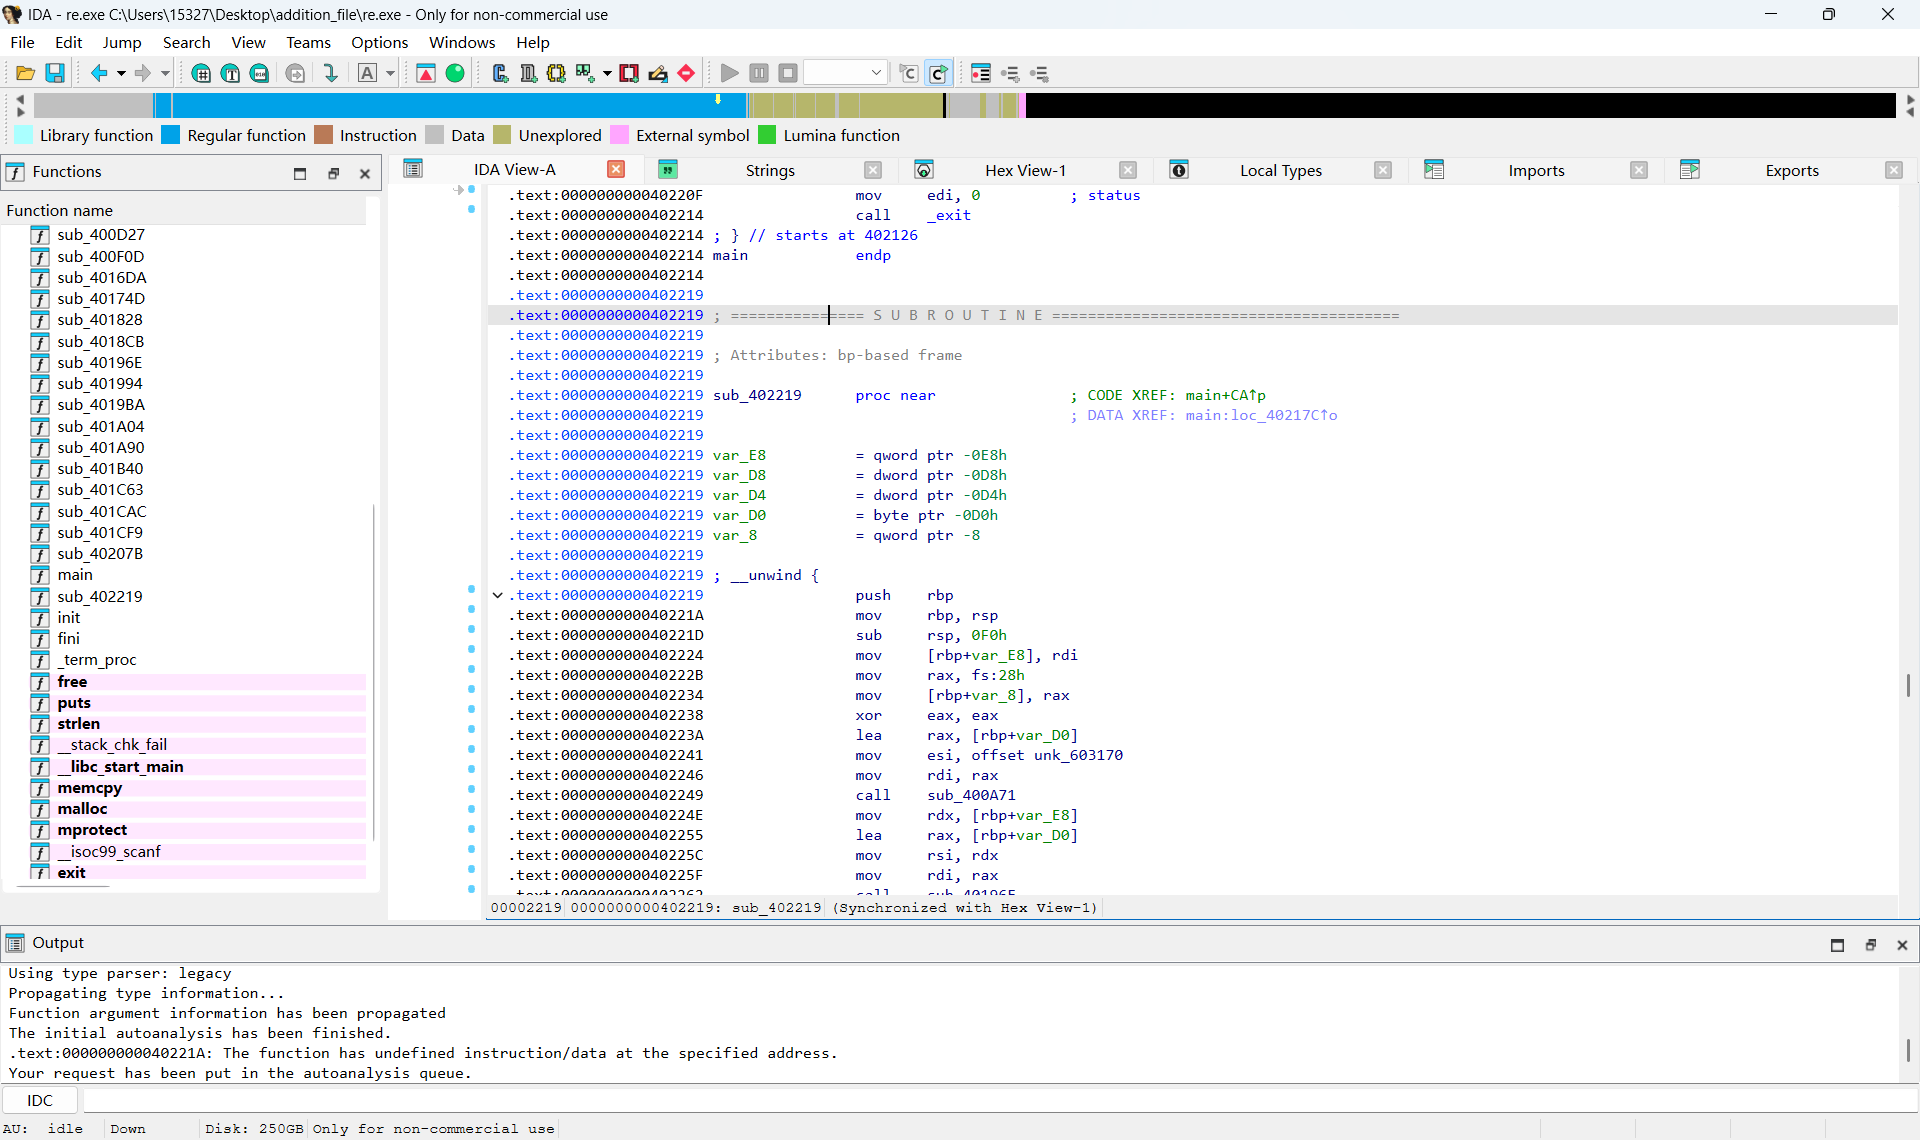 IDA - re.exe C:\Users\15327\Desktop\addition_file\re.exe - Only for non-commercial use
File Edit Jump Search View Teams Options Windows Help
Library function Regular function Instruction Data Unexplored External symbol Lumina function
Functions
Function name
sub_400D27
sub_400F0D
sub_4016DA
sub_40174D
sub_401828
sub_4018CB
sub_40196E
sub_401994
sub_4019BA
sub_401A04
sub_401A90
sub_401B40
sub_401C63
sub_401CAC
sub_401CF9
sub_40207B
main
sub_402219
init
fini
_term_proc
free
puts
strlen
__stack_chk_fail
__libc_start_main
memcpy
malloc
mprotect
__isoc99_scanf
exit
IDA View-A Strings Hex View-1 Local Types Imports Exports
.text:000000000040220F mov edi, 0 ; status
.text:0000000000402214 call _exit
.text:0000000000402214 ; } // starts at 402126
.text:0000000000402214 main endp
.text:0000000000402214
.text:0000000000402219
.text:0000000000402219 ; =============== S U B R O U T I N E =======================================
.text:0000000000402219
.text:0000000000402219 ; Attributes: bp-based frame
.text:0000000000402219
.text:0000000000402219 sub_402219 proc near ; CODE XREF: main+CA↑p
.text:0000000000402219 ; DATA XREF: main:loc_40217C↑o
.text:0000000000402219
.text:0000000000402219 var_E8 = qword ptr -0E8h
.text:0000000000402219 var_D8 = dword ptr -0D8h
.text:0000000000402219 var_D4 = dword ptr -0D4h
.text:0000000000402219 var_D0 = byte ptr -0D0h
.text:0000000000402219 var_8 = qword ptr -8
.text:0000000000402219
.text:0000000000402219 ; __unwind {
.text:0000000000402219 push rbp
.text:000000000040221A mov rbp, rsp
.text:000000000040221D sub rsp, 0F0h
.text:0000000000402224 mov [rbp+var_E8], rdi
.text:000000000040222B mov rax, fs:28h
.text:0000000000402234 mov [rbp+var_8], rax
.text:0000000000402238 xor eax, eax
.text:000000000040223A lea rax, [rbp+var_D0]
.text:0000000000402241 mov esi, offset unk_603170
.text:0000000000402246 mov rdi, rax
.text:0000000000402249 call sub_400A71
.text:000000000040224E mov rdx, [rbp+var_E8]
.text:0000000000402255 lea rax, [rbp+var_D0]
.text:000000000040225C mov rsi, rdx
.text:000000000040225F mov rdi, rax
.text:0000000000402262 call sub_40196E
00002219 0000000000402219: sub_402219 (Synchronized with Hex View-1)
Output
Using type parser: legacy
Propagating type information...
Function argument information has been propagated
The initial autoanalysis has been finished.
.text:000000000040221A: The function has undefined instruction/data at the specified address.
Your request has been put in the autoanalysis queue.
IDC
AU: idle Down Disk: 250GB Only for non-commercial use